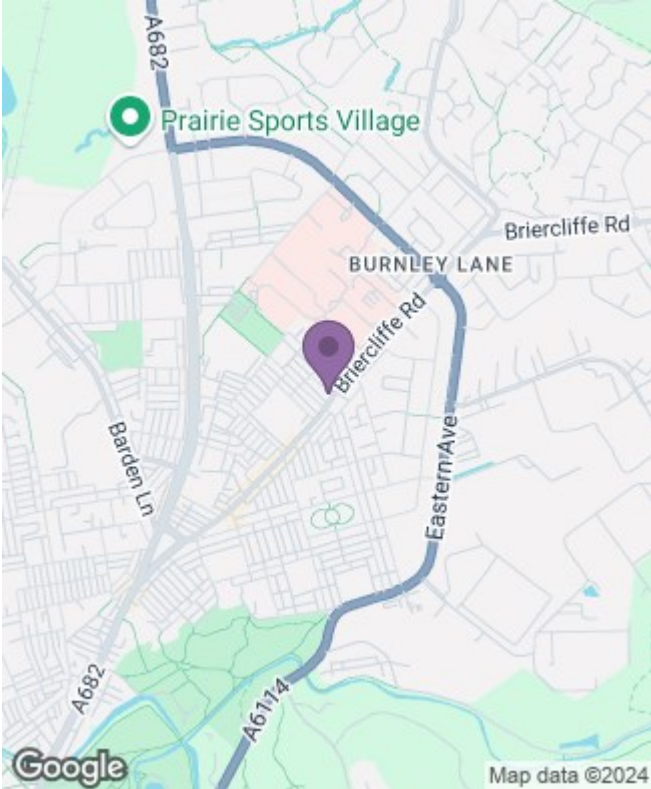 A682
Prairie Sports Village
Briercliffe Rd
BURNLEY LANE
Briercliffe Rd
Barden Ln
Eastern Ave
A682
A6114
Google
Map data ©2024